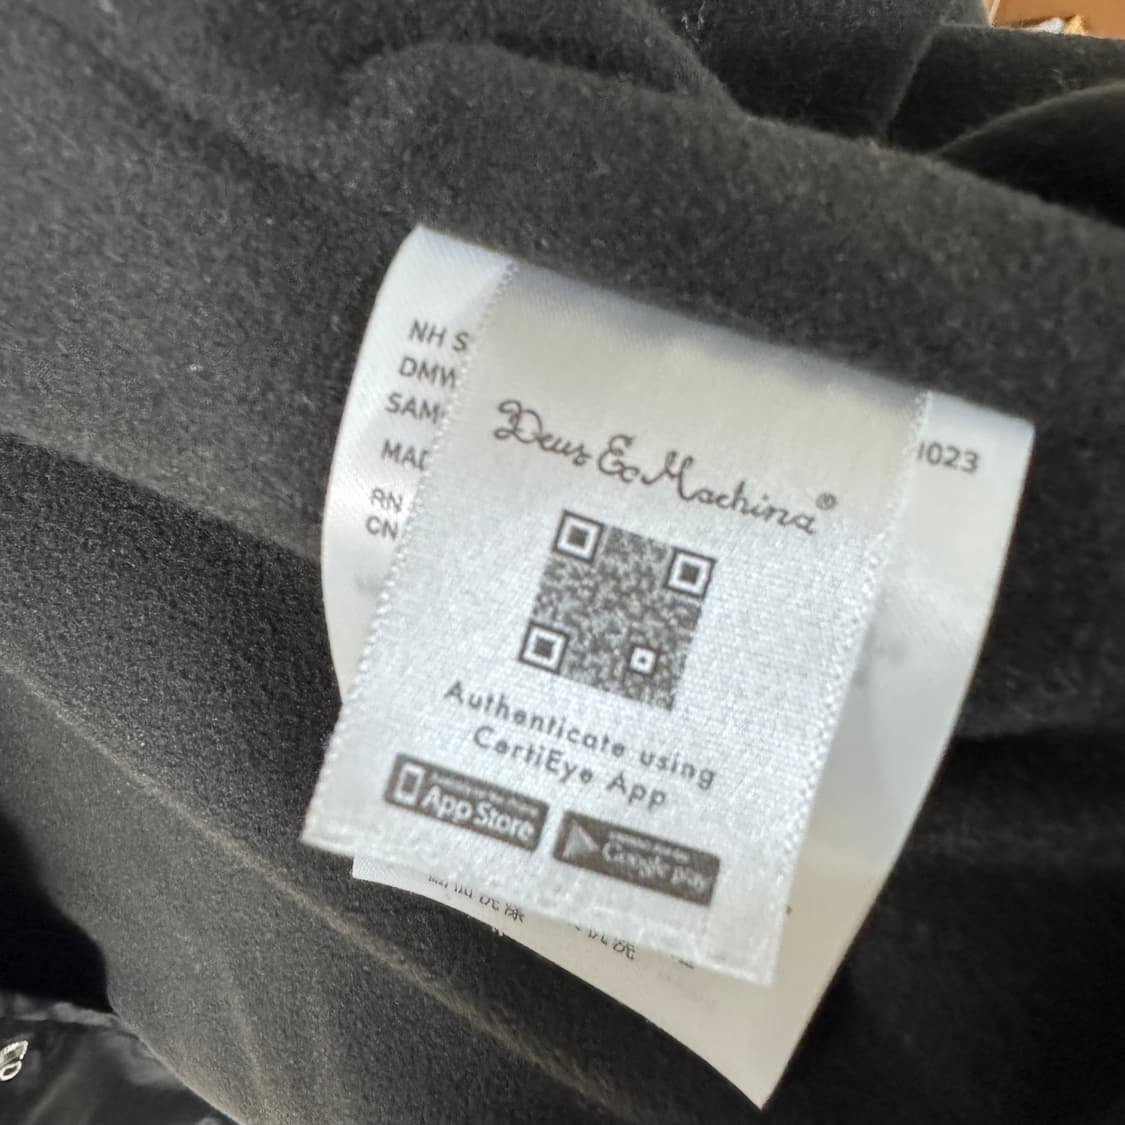 NH S
DMW
SAM
MAD
RN
CN
1023
Deus Ex Machina®
Authenticate using
CertiEye App
App Store
Google play